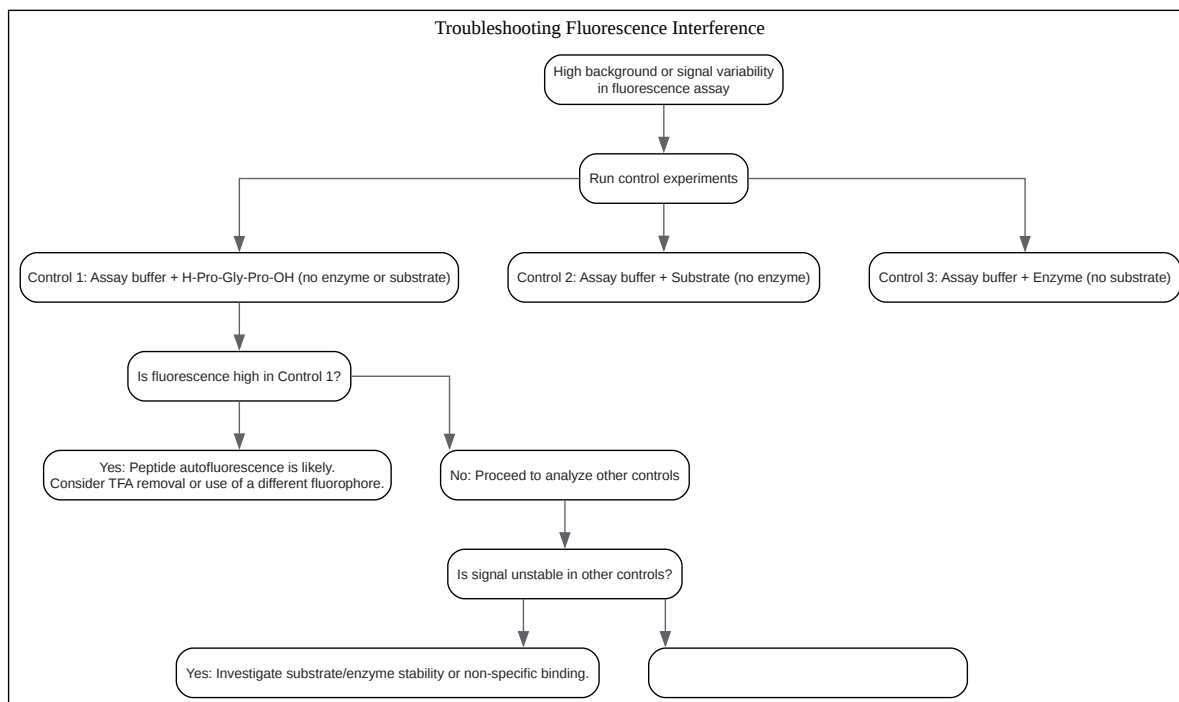 Troubleshooting Fluorescence Interference
High background or signal variability
in fluorescence assay
Run control experiments
Control 1: Assay buffer + H-Pro-Gly-Pro-OH (no enzyme or substrate)
Control 2: Assay buffer + Substrate (no enzyme)
Control 3: Assay buffer + Enzyme (no substrate)
Is fluorescence high in Control 1?
Yes: Peptide autofluorescence is likely.
Consider TFA removal or use of a different fluorophore.
No: Proceed to analyze other controls
Is signal unstable in other controls?
Yes: Investigate substrate/enzyme stability or non-specific binding.